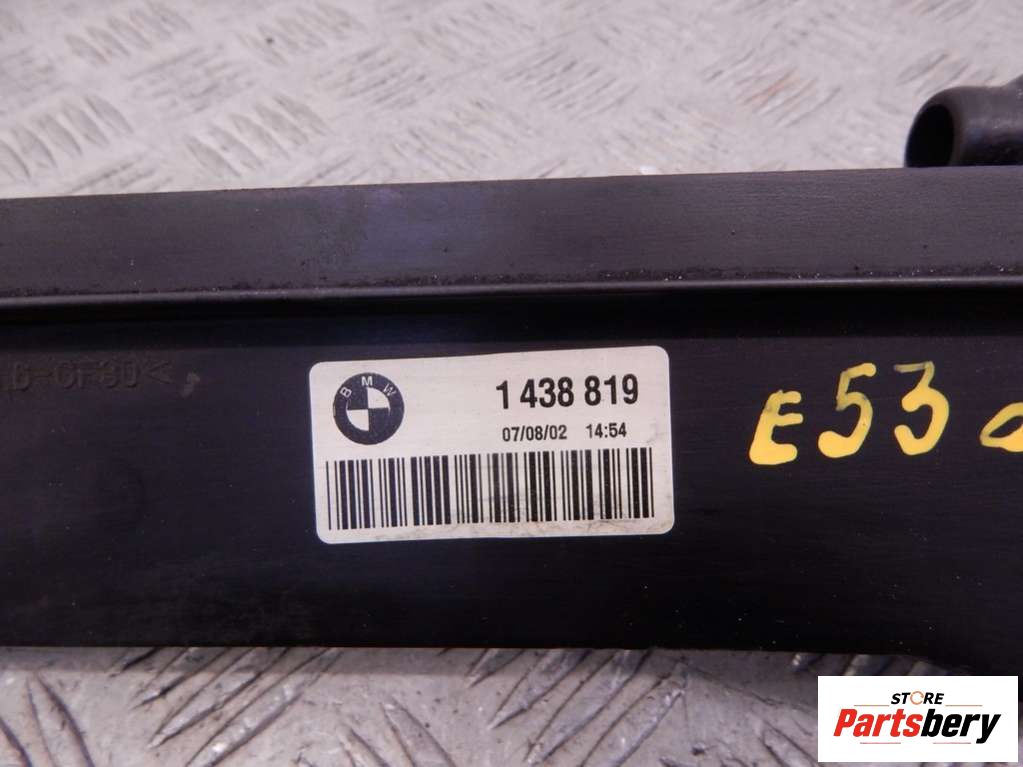 BMW
1 438 819
07/08/02 14:54
E53
STORE
Partsbery